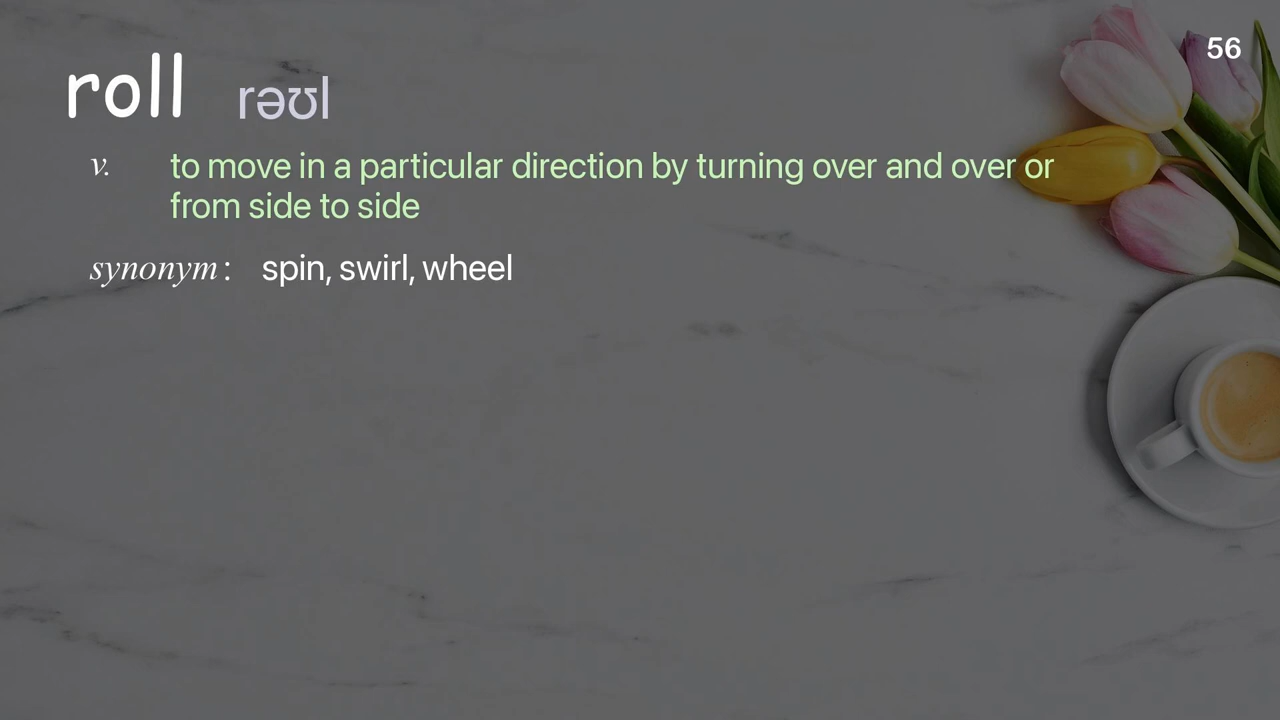 56
roll rəʊl
v. to move in a particular direction by turning over and over or
from side to side
synonym: spin, swirl, wheel